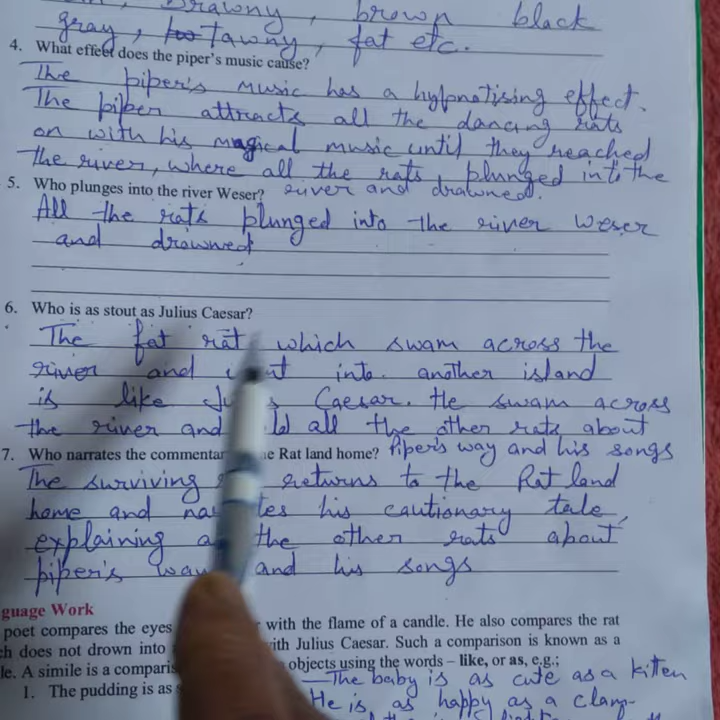 brawny, brown black
gray, tawny, fat etc.
4. What effect does the piper's music cause?
The piper's music has a hypnotising effect.
The piper attracts all the dancing rats
on with his magical music until they reached
the river, where all the rats plunged into the
river and drawned.
5. Who plunges into the river Weser?
All the rats plunged into the river weser
and drowned
6. Who is as stout as Julius Caesar?
The fat rat which swam across the
river and into another island
is like Caesar. He swam across
the river and all the other rats about
Piper's way and his songs
7. Who narrates the Rat land home?
The surviving returns to the Rat land
home and his cautionary tale,
explaining the other rats about
piper's and his songs
guage Work
poet compares the eyes with the flame of a candle. He also compares the rat
does not drown into with Julius Caesar. Such a comparison is known as a
A simile is a objects using the words – like, or as, e.g.;
The baby is as cute as a kitten
1. The pudding is as
He is as happy as a clam-